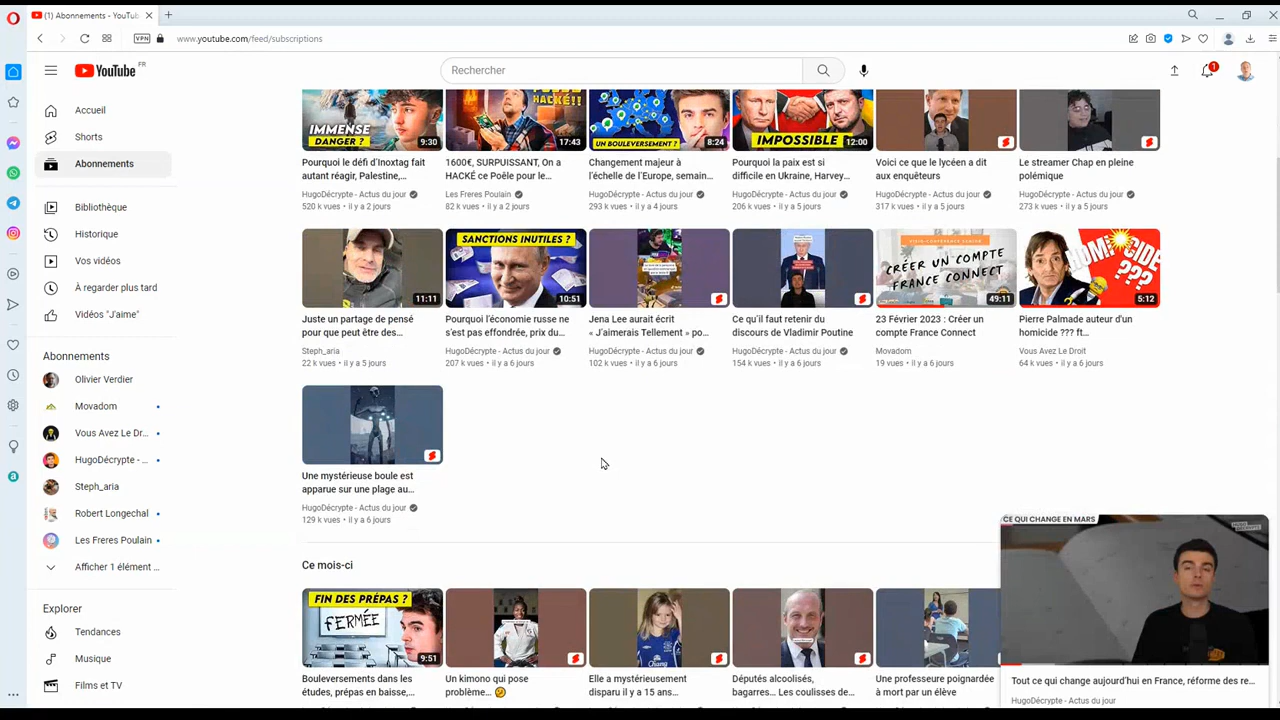 (1) Abonnements - YouTub
VPN
www.youtube.com/feed/subscriptions
YouTube FR
Rechercher
1
Accueil
Shorts
Abonnements
Bibliothèque
Historique
Vos vidéos
À regarder plus tard
Vidéos "J'aime"
Abonnements
Olivier Verdier
Movadom
Vous Avez Le Dr...
HugoDécrypte - ...
Steph_aria
Robert Longechal
Les Freres Poulain
Afficher 1 élément ...
Explorer
Tendances
Musique
Films et TV
IMMENSE
DANGER ?
9:30
Pourquoi le défi d'Inoxtag fait
autant réagir, Palestine,...
HugoDécrypte - Actus du jour
520 k vues • il y a 2 jours
HACKÉ!!
17:43
1600€, SURPUISSANT, On a
HACKÉ ce Poêle pour le...
Les Freres Poulain
82 k vues • il y a 2 jours
UN BOULEVERSEMENT ?
8:24
Changement majeur à
l'échelle de l'Europe, semain...
HugoDécrypte - Actus du jour
293 k vues • il y a 4 jours
IMPOSSIBLE
12:00
Pourquoi la paix est si
difficile en Ukraine, Harvey...
HugoDécrypte - Actus du jour
206 k vues • il y a 5 jours
Voici ce que le lycéen a dit
aux enquêteurs
HugoDécrypte - Actus du jour
317 k vues • il y a 5 jours
Le streamer Chap en pleine
polémique
HugoDécrypte - Actus du jour
273 k vues • il y a 5 jours
11:11
Juste un partage de pensé
pour que peut être des...
Steph_aria
22 k vues • il y a 5 jours
SANCTIONS INUTILES ?
10:51
Pourquoi l'économie russe ne
s'est pas effondrée, prix du...
HugoDécrypte - Actus du jour
207 k vues • il y a 6 jours
Jena Lee aurait écrit
« J'aimerais Tellement » po...
HugoDécrypte - Actus du jour
102 k vues • il y a 6 jours
Ce qu'il faut retenir du
discours de Vladimir Poutine
HugoDécrypte - Actus du jour
154 k vues • il y a 6 jours
CRÉER UN COMPTE
FRANCE CONNECT
49:11
23 Février 2023 : Créer un
compte France Connect
Movadom
19 vues • il y a 6 jours
HOMICIDE
???
5:12
Pierre Palmade auteur d'un
homicide ??? ft...
Vous Avez Le Droit
64 k vues • il y a 6 jours
Une mystérieuse boule est
apparue sur une plage au...
HugoDécrypte - Actus du jour
129 k vues • il y a 6 jours
Ce mois-ci
FIN DES PRÉPAS ?
FERMÉE
9:51
Bouleversements dans les
études, prépas en baisse,...
Un kimono qui pose
problème...
Chang
Elle a mystérieusement
disparu il y a 15 ans...
Députés alcoolisés,
bagarres... Les coulisses de...
Une professeure poignardée
à mort par un élève
CE QUI CHANGE EN MARS
HUGO
DÉCRYPTE
Tout ce qui change aujourd'hui en France, réforme des re...
HugoDécrypte - Actus du jour